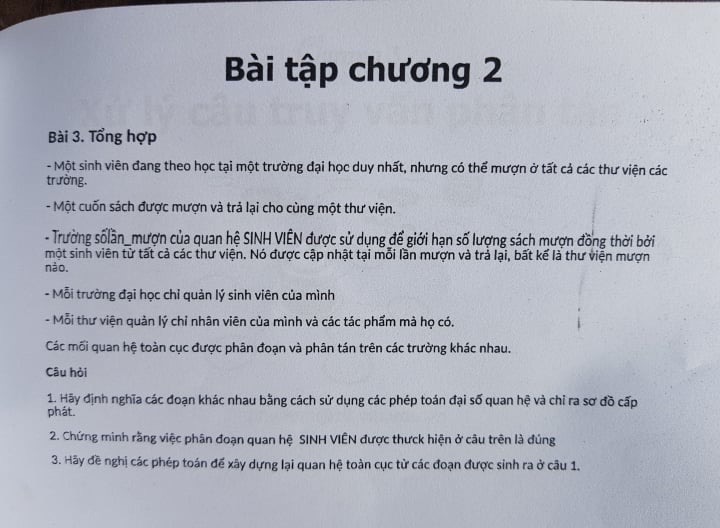 Bài tập chương 2
Bài 3. Tổng hợp
- Một sinh viên đang theo học tại một trường đại học duy nhất, nhưng có thể mượn ở tất cả các thư viện các
trường.
- Một cuốn sách được mượn và trả lại cho cùng một thư viện.
- Trường sốlần_mượn của quan hệ SINH VIÊN được sử dụng để giới hạn số lượng sách mượn đồng thời bởi
một sinh viên từ tất cả các thư viện. Nó được cập nhật tại mỗi lần mượn và trả lại, bất kể là thư viện mượn
nào.
- Mỗi trường đại học chỉ quản lý sinh viên của mình
- Mỗi thư viện quản lý chỉ nhân viên của mình và các tác phẩm mà họ có.
Các mối quan hệ toàn cục được phân đoạn và phân tán trên các trường khác nhau.
Câu hỏi
1. Hãy định nghĩa các đoạn khác nhau bằng cách sử dụng các phép toán đại số quan hệ và chỉ ra sơ đồ cấp
phát.
2. Chứng minh rằng việc phân đoạn quan hệ SINH VIÊN được thưck hiện ở câu trên là đúng
3. Hãy đề nghị các phép toán để xây dựng lại quan hệ toàn cục từ các đoạn được sinh ra ở câu 1.